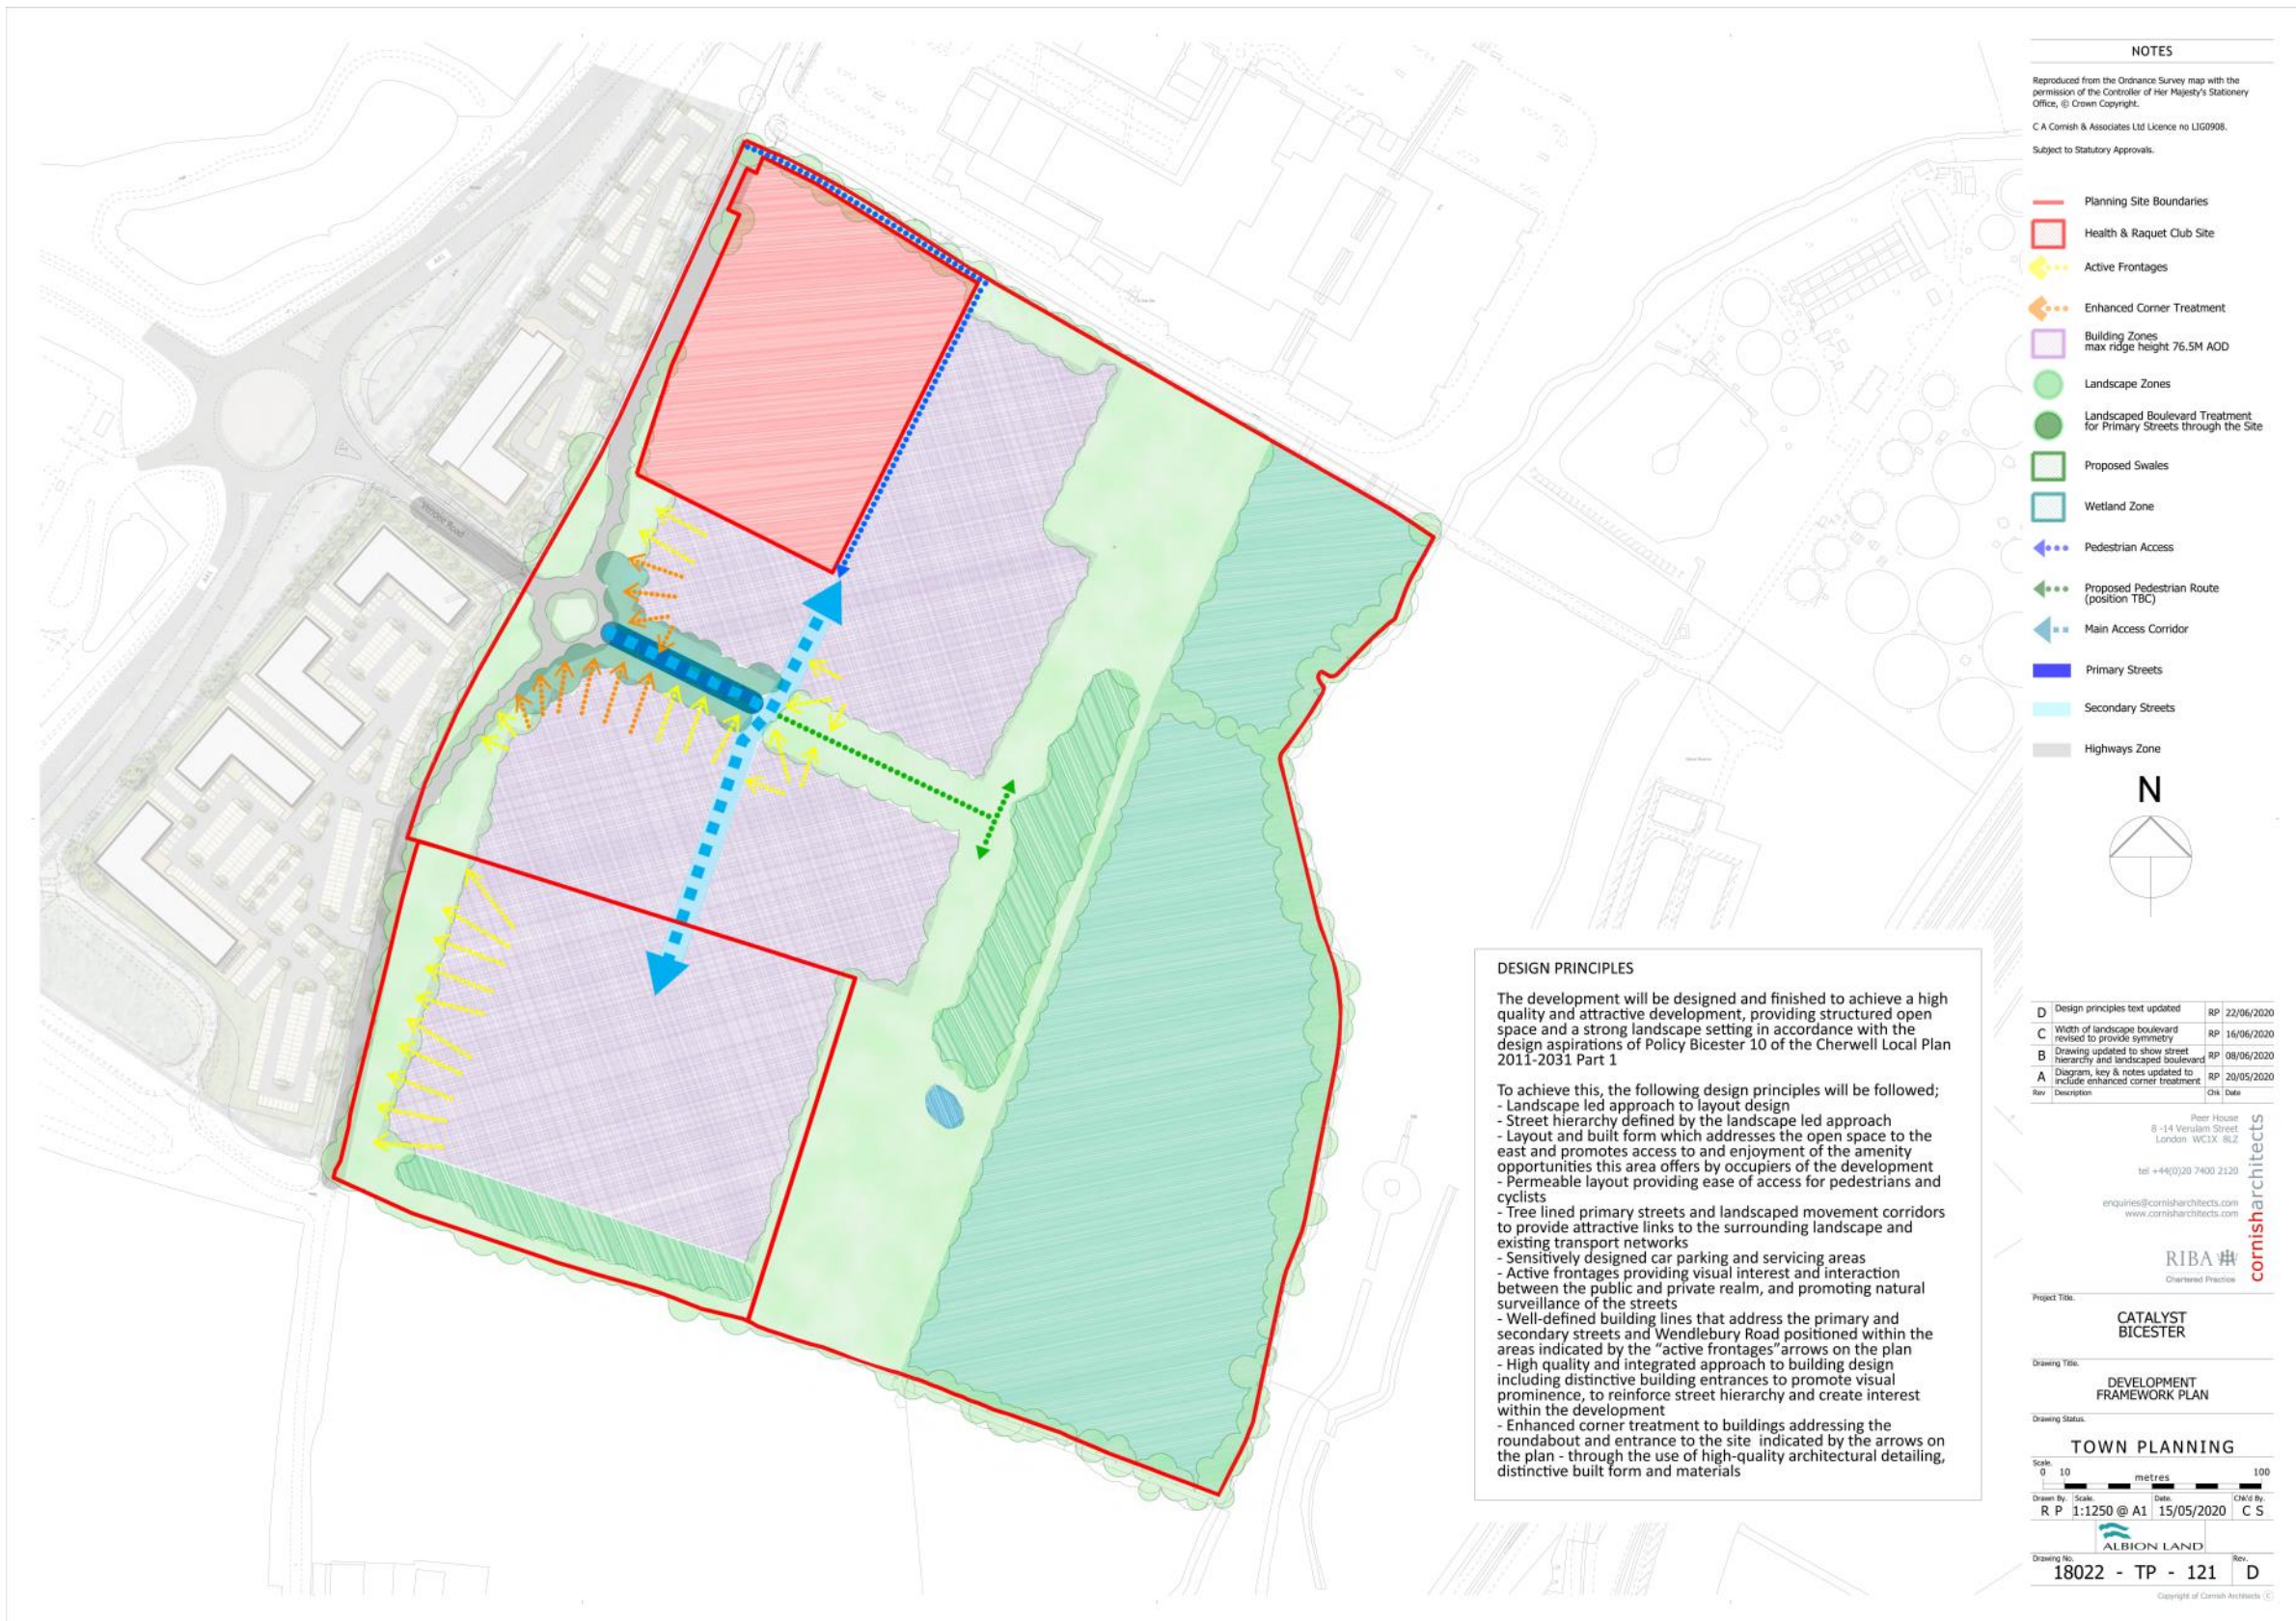 NOTES
Reproduced from the Ordnance Survey map with the
permission of the Controller of Her Majesty's Stationery
Office, © Crown Copyright.
C A Cornish & Associates Ltd Licence no LIG0908.
Subject to Statutory Approvals.
Planning Site Boundaries
Health & Raquet Club Site
Active Frontages
Enhanced Corner Treatment
Building Zones
max ridge height 76.5M AOD
Landscape Zones
Landscaped Boulevard Treatment
for Primary Streets through the Site
Proposed Swales
Wetland Zone
Pedestrian Access
Proposed Pedestrian Route
(position TBC)
Main Access Corridor
Primary Streets
Secondary Streets
Highways Zone
N
A41
A41
Vendee Road
DESIGN PRINCIPLES
The development will be designed and finished to achieve a high
quality and attractive development, providing structured open
space and a strong landscape setting in accordance with the
design aspirations of Policy Bicester 10 of the Cherwell Local Plan
2011-2031 Part 1
To achieve this, the following design principles will be followed;
- Landscape led approach to layout design
- Street hierarchy defined by the landscape led approach
- Layout and built form which addresses the open space to the
east and promotes access to and enjoyment of the amenity
opportunities this area offers by occupiers of the development
- Permeable layout providing ease of access for pedestrians and
cyclists
- Tree lined primary streets and landscaped movement corridors
to provide attractive links to the surrounding landscape and
existing transport networks
- Sensitively designed car parking and servicing areas
- Active frontages providing visual interest and interaction
between the public and private realm, and promoting natural
surveillance of the streets
- Well-defined building lines that address the primary and
secondary streets and Wendlebury Road positioned within the
areas indicated by the "active frontages"arrows on the plan
- High quality and integrated approach to building design
including distinctive building entrances to promote visual
prominence, to reinforce street hierarchy and create interest
within the development
- Enhanced corner treatment to buildings addressing the
roundabout and entrance to the site indicated by the arrows on
the plan - through the use of high-quality architectural detailing,
distinctive built form and materials
D Design principles text updated RP 22/06/2020
C Width of landscape boulevard
revised to provide symmetry RP 16/06/2020
B Drawing updated to show street
hierarchy and landscaped boulevard RP 08/06/2020
A Diagram, key & notes updated to
include enhanced corner treatment RP 20/05/2020
Rev Description Chk Date
Peer House
8 -14 Verulam Street
London WC1X 8LZ
tel +44(0)20 7400 2120
enquiries@cornisharchitects.com
www.cornisharchitects.com
cornisharchitects
RIBA
Chartered Practice
Project Title.
CATALYST
BICESTER
Drawing Title.
DEVELOPMENT
FRAMEWORK PLAN
Drawing Status.
TOWN PLANNING
Scale.
0 10 metres 100
Drawn By. Scale. Date. Chk'd By.
R P 1:1250 @ A1 15/05/2020 C S
ALBION LAND
Drawing No. Rev.
18022 - TP - 121 D
Copyright of Cornish Architects ©